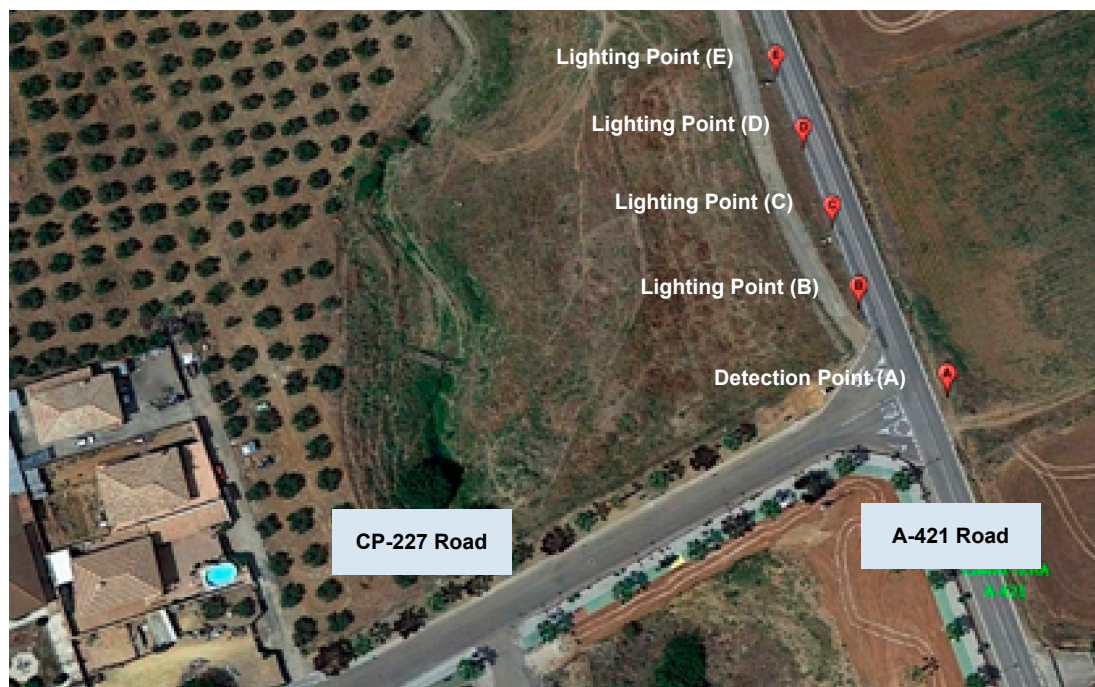 Lighting Point (E)
E
Lighting Point (D)
D
Lighting Point (C)
C
Lighting Point (B)
B
Detection Point (A)
A
CP-227 Road
A-421 Road
A-421